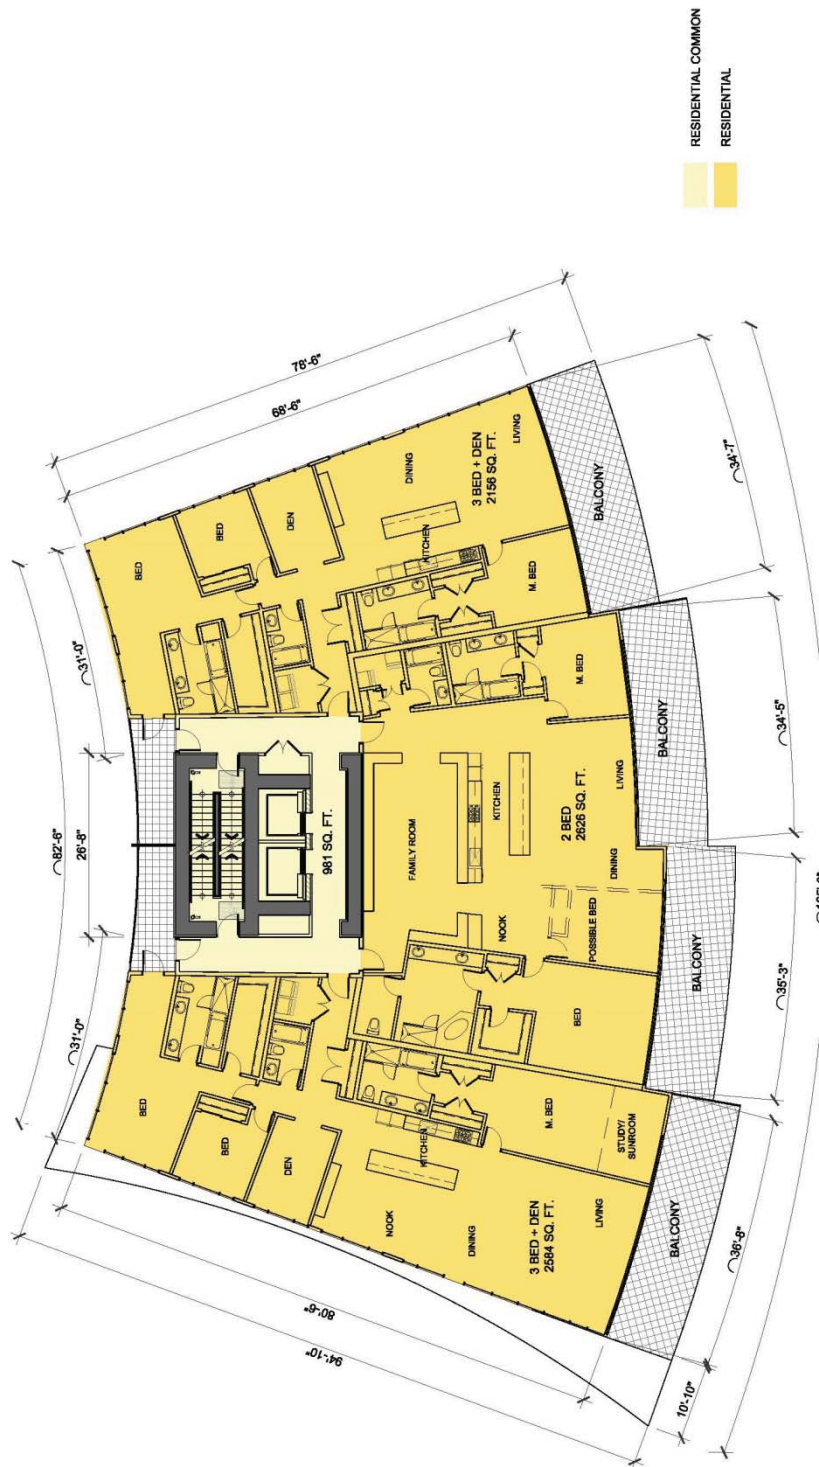 RESIDENTIAL COMMON
RESIDENTIAL
82'-6"
26'-8"
31'-0"
31'-0"
78'-6"
68'-6"
94'-10"
80'-6"
BED
BED
DEN
KITCHEN
NOOK
DINING
3 BED + DEN
2584 SQ. FT.
LIVING
M. BED
STUDY/
SUNROOM
BALCONY
981 SQ. FT.
FAMILY ROOM
NOOK
KITCHEN
2 BED
2626 SQ. FT.
DINING
LIVING
POSSIBLE BED
BED
M. BED
BALCONY
BALCONY
BED
BED
DEN
KITCHEN
DINING
3 BED + DEN
2156 SQ. FT.
LIVING
M. BED
BALCONY
10'-10"
36'-8"
35'-3"
34'-5"
34'-7"